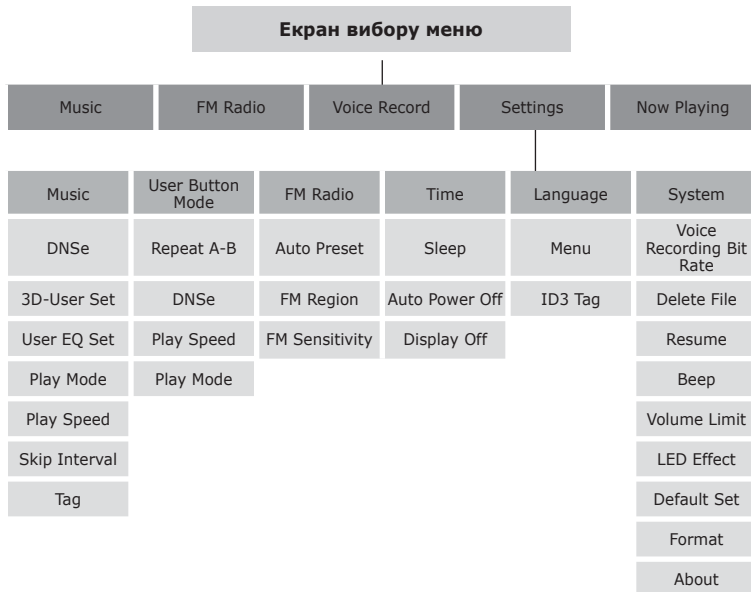 Екран вибору меню
Music
FM Radio
Voice Record
Settings
Now Playing
Music
User Button
Mode
FM Radio
Time
Language
System
DNSe
Repeat A-B
Auto Preset
Sleep
Menu
Voice
Recording Bit
Rate
3D-User Set
DNSe
FM Region
Auto Power Off
ID3 Tag
Delete File
User EQ Set
Play Speed
FM Sensitivity
Display Off
Resume
Play Mode
Play Mode
Beep
Play Speed
Volume Limit
Skip Interval
LED Effect
Tag
Default Set
Format
About